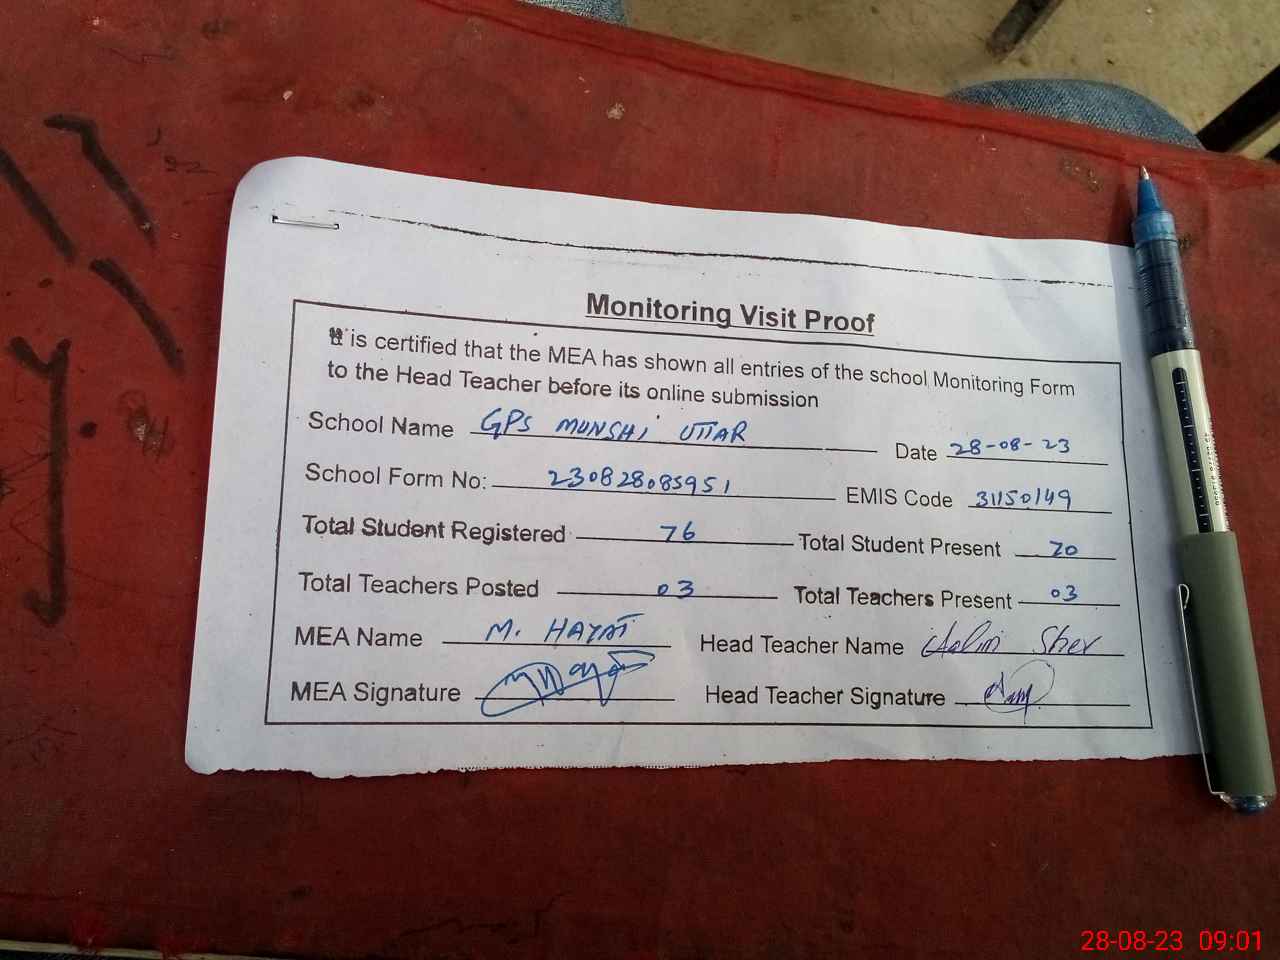 Monitoring Visit Proof
It is certified that the MEA has shown all entries of the school Monitoring Form
to the Head Teacher before its online submission
School Name GPS MUNSHI UTTAR Date 28-08-23
School Form No: 230828085951 EMIS Code 31150149
Total Student Registered 76 Total Student Present 70
Total Teachers Posted 03 Total Teachers Present 03
MEA Name M. HAYAT Head Teacher Name Sher
MEA Signature Head Teacher Signature
28-08-23 09:01